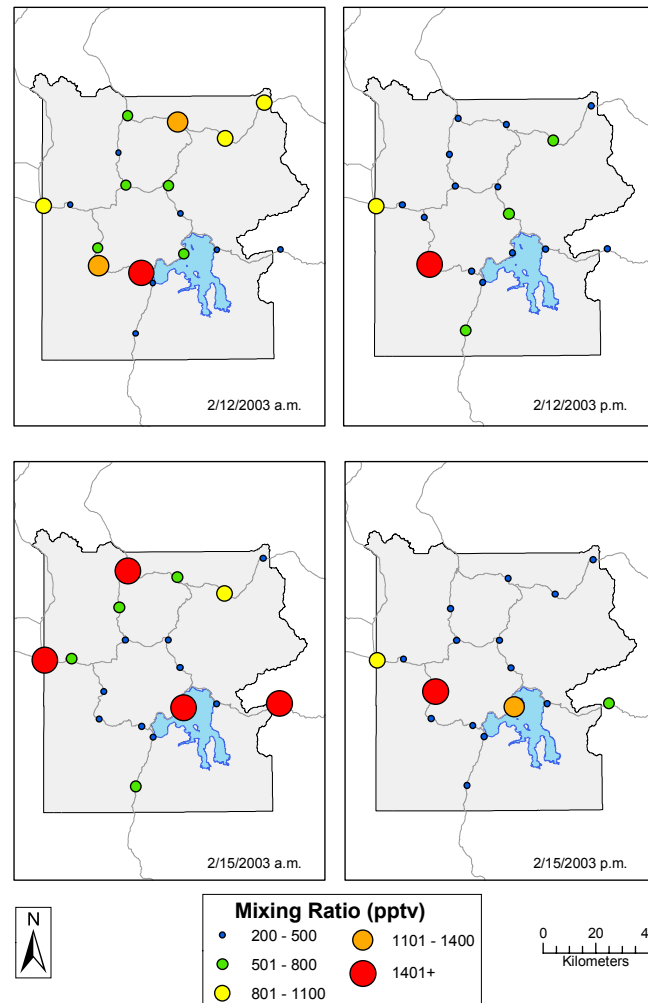 2/12/2003 a.m.
2/12/2003 p.m.
2/15/2003 a.m.
2/15/2003 p.m.
N
Mixing Ratio (pptv)
200 - 500
501 - 800
801 - 1100
1101 - 1400
1401+
0 20 40
Kilometers